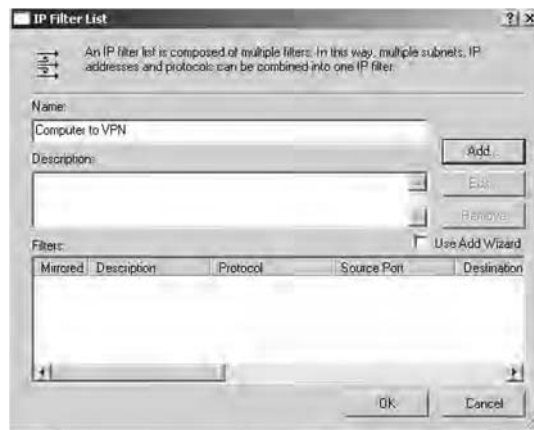 IP Filter List
An IP filter list is composed of multiple filters. In this way, multiple subnets, IP
addresses and protocols can be combined into one IP filter.
Name:
Computer to VPN
Add...
Description:
Edit...
Remove
Filters:
Use Add Wizard
Mirrored Description Protocol Source Port Destination
OK
Cancel